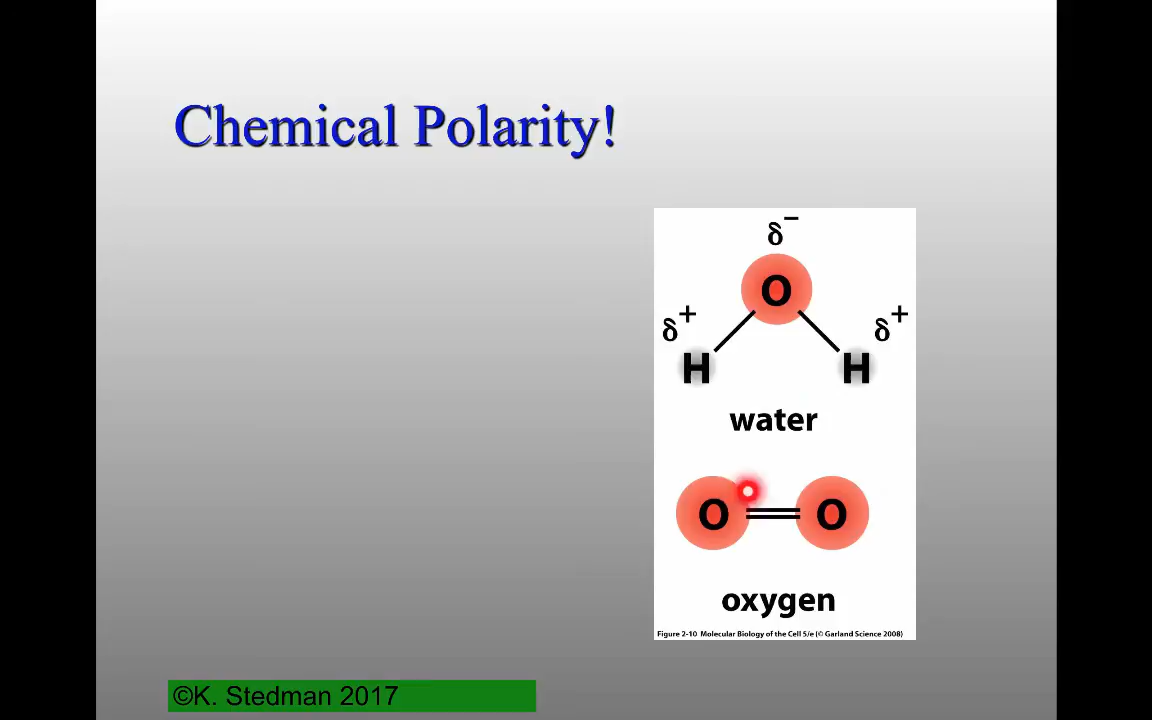 Chemical Polarity!
δ−
O
δ+ δ+
H H
water
O O
oxygen
Figure 2-10 Molecular Biology of the Cell 5/e (© Garland Science 2008)
©K. Stedman 2017